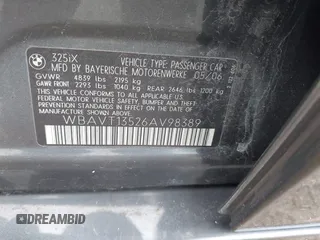 325iX VEHICLE TYPE PASSENGER CAR
MFG BY BAYERISCHE MOTORENWERKE 05/06
GVWR 4839 lbs 2195 kg
GAWR FRONT 2293 lbs 1040 kg REAR 2646 lbs 1200 kg
THIS VEHICLE CONFORMS TO ALL APPLICABLE
FEDERAL MOTOR VEHICLE SAFETY, BUMPER AND
THEFT PREVENTION STANDARDS IN EFFECT ON THE
DATE OF MANUFACTURE SHOWN ABOVE
WBAVT13526AV98389
DREAMBID